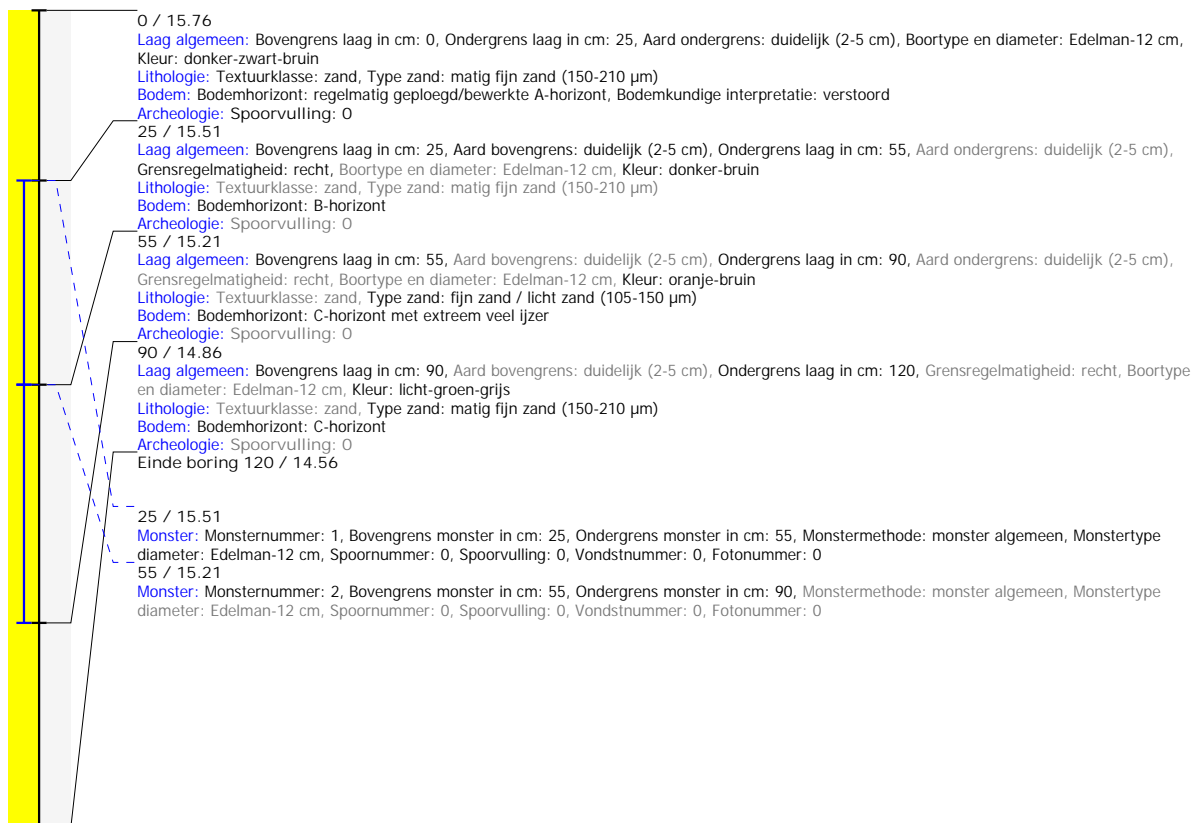 0 / 15.76
Laag algemeen: Bovengrens laag in cm: 0, Ondergrens laag in cm: 25, Aard ondergrens: duidelijk (2-5 cm), Boortype en diameter: Edelman-12 cm,
Kleur: donker-zwart-bruin
Lithologie: Textuurklasse: zand, Type zand: matig fijn zand (150-210 µm)
Bodem: Bodemhorizont: regelmatig geploegd/bewerkte A-horizont, Bodemkundige interpretatie: verstoord
Archeologie: Spoorvulling: 0
25 / 15.51
Laag algemeen: Bovengrens laag in cm: 25, Aard bovengrens: duidelijk (2-5 cm), Ondergrens laag in cm: 55, Aard ondergrens: duidelijk (2-5 cm),
Grensregelmatigheid: recht, Boortype en diameter: Edelman-12 cm, Kleur: donker-bruin
Lithologie: Textuurklasse: zand, Type zand: matig fijn zand (150-210 µm)
Bodem: Bodemhorizont: B-horizont
Archeologie: Spoorvulling: 0
55 / 15.21
Laag algemeen: Bovengrens laag in cm: 55, Aard bovengrens: duidelijk (2-5 cm), Ondergrens laag in cm: 90, Aard ondergrens: duidelijk (2-5 cm),
Grensregelmatigheid: recht, Boortype en diameter: Edelman-12 cm, Kleur: oranje-bruin
Lithologie: Textuurklasse: zand, Type zand: fijn zand / licht zand (105-150 µm)
Bodem: Bodemhorizont: C-horizont met extreem veel ijzer
Archeologie: Spoorvulling: 0
90 / 14.86
Laag algemeen: Bovengrens laag in cm: 90, Aard bovengrens: duidelijk (2-5 cm), Ondergrens laag in cm: 120, Grensregelmatigheid: recht, Boortype
en diameter: Edelman-12 cm, Kleur: licht-groen-grijs
Lithologie: Textuurklasse: zand, Type zand: matig fijn zand (150-210 µm)
Bodem: Bodemhorizont: C-horizont
Archeologie: Spoorvulling: 0
Einde boring 120 / 14.56
25 / 15.51
Monster: Monsternummer: 1, Bovengrens monster in cm: 25, Ondergrens monster in cm: 55, Monstermethode: monster algemeen, Monstertype
diameter: Edelman-12 cm, Spoornummer: 0, Spoorvulling: 0, Vondstnummer: 0, Fotonummer: 0
55 / 15.21
Monster: Monsternummer: 2, Bovengrens monster in cm: 55, Ondergrens monster in cm: 90, Monstermethode: monster algemeen, Monstertype
diameter: Edelman-12 cm, Spoornummer: 0, Spoorvulling: 0, Vondstnummer: 0, Fotonummer: 0